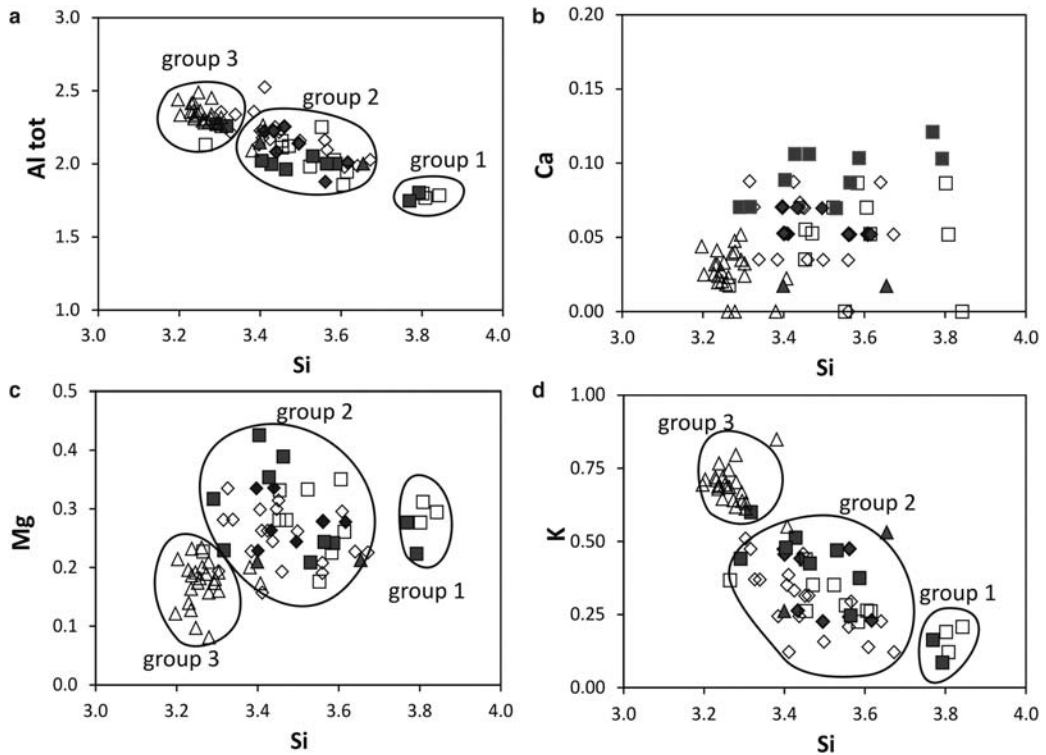 a
3.0
2.5
2.0
1.5
1.0
Al tot
group 3
group 2
group 1
3.0 3.2 3.4 3.6 3.8 4.0
Si
b
0.20
0.15
0.10
0.05
0.00
Ca
3.0 3.2 3.4 3.6 3.8 4.0
Si
c
0.5
0.4
0.3
0.2
0.1
0.0
Mg
group 2
group 1
group 3
3.0 3.2 3.4 3.6 3.8 4.0
Si
d
1.00
0.75
0.50
0.25
0.00
K
group 3
group 2
group 1
3.0 3.2 3.4 3.6 3.8 4.0
Si